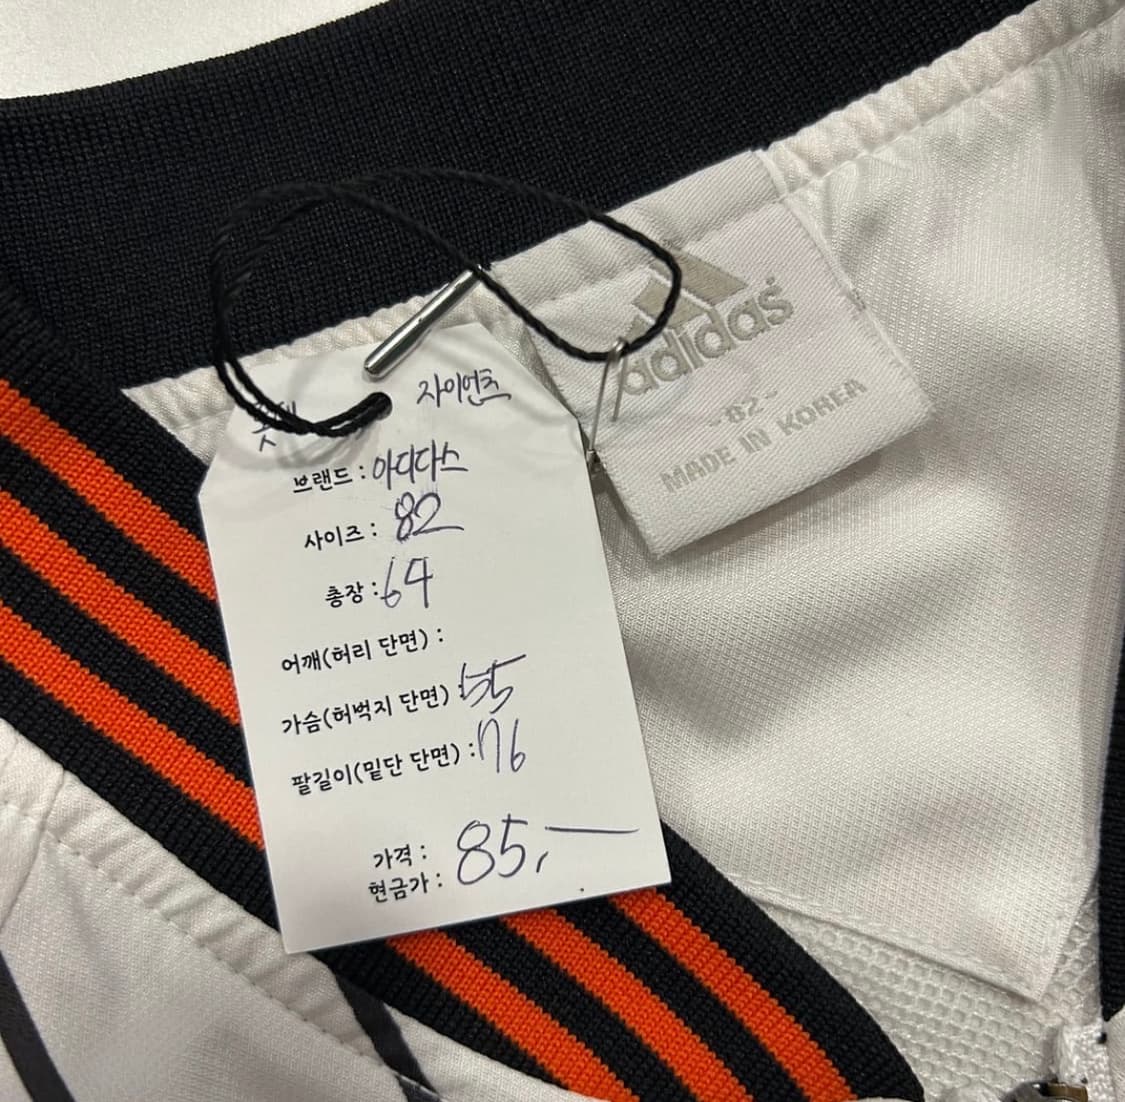 롯데 자이언츠
브랜드 : 아디다스
사이즈 : 82
총장 : 64
어깨(허리 단면) :
가슴(허벅지 단면) : 55
팔길이(밑단 단면) : 76
가격 :
현금가 : 85,—
adidas
-82-
MADE IN KOREA